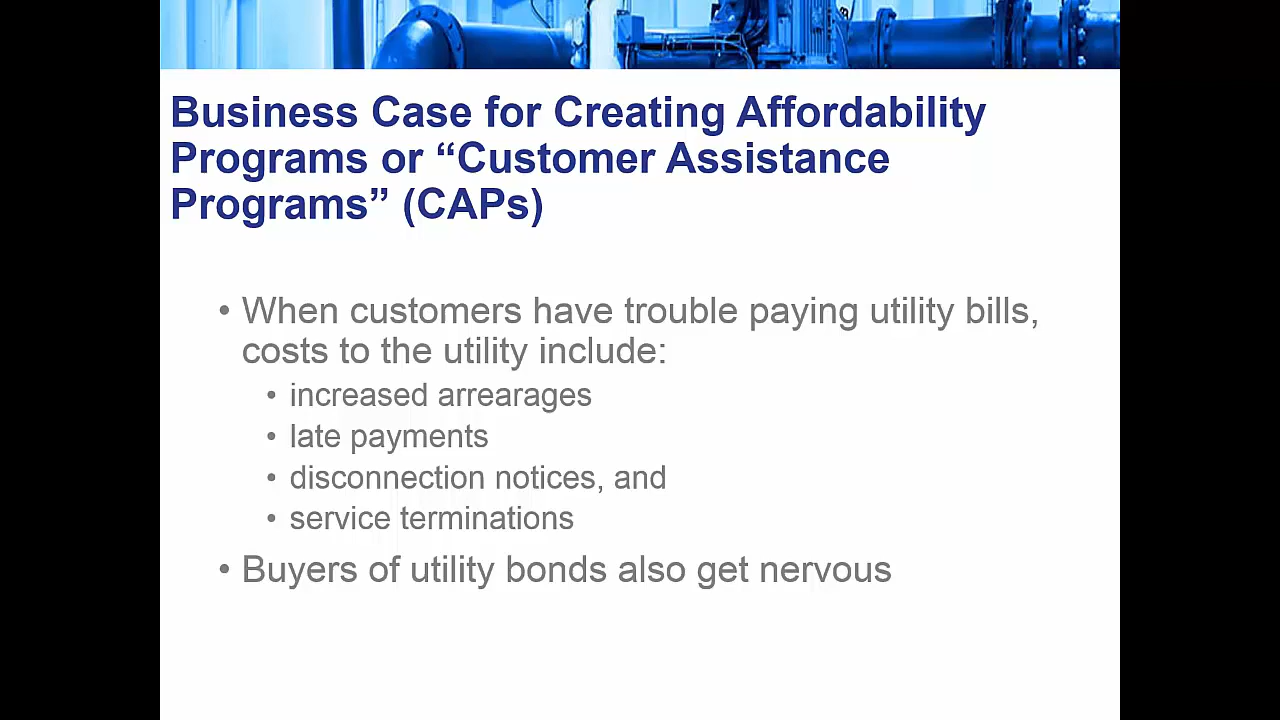 Business Case for Creating Affordability
Programs or “Customer Assistance
Programs” (CAPs)
• When customers have trouble paying utility bills,
costs to the utility include:
• increased arrearages
• late payments
• disconnection notices, and
• service terminations
• Buyers of utility bonds also get nervous